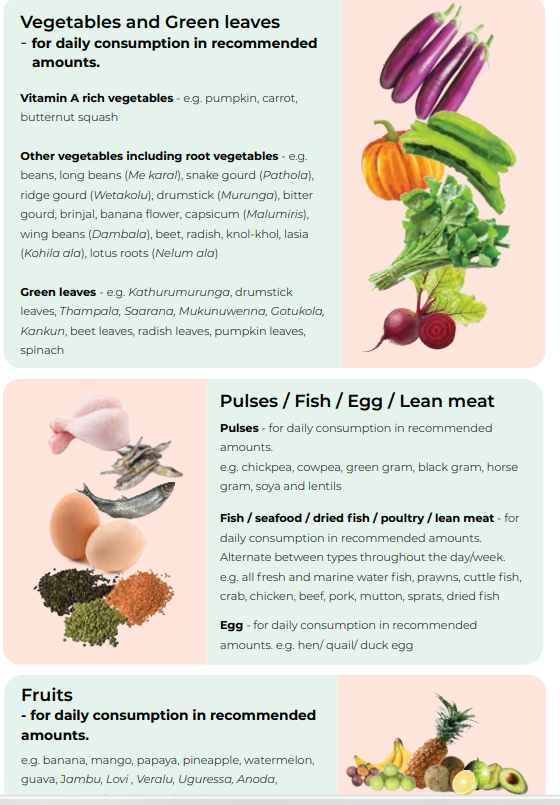 Vegetables and Green leaves
- for daily consumption in recommended
amounts.
Vitamin A rich vegetables - e.g. pumpkin, carrot,
butternut squash
Other vegetables including root vegetables - e.g.
beans, long beans (Me karal), snake gourd (Pathola),
ridge gourd (Wetakolu), drumstick (Murunga), bitter
gourd, brinjal, banana flower, capsicum (Malumiris),
wing beans (Dambala), beet, radish, knol-khol, lasia
(Kohila ala), lotus roots (Nelum ala)
Green leaves - e.g. Kathurumurunga, drumstick
leaves, Thampala, Saarana, Mukunuwenna, Gotukola,
Kankun, beet leaves, radish leaves, pumpkin leaves,
spinach
Pulses / Fish / Egg / Lean meat
Pulses - for daily consumption in recommended
amounts.
e.g. chickpea, cowpea, green gram, black gram, horse
gram, soya and lentils
Fish / seafood / dried fish / poultry / lean meat - for
daily consumption in recommended amounts.
Alternate between types throughout the day/week.
e.g. all fresh and marine water fish, prawns, cuttle fish,
crab, chicken, beef, pork, mutton, sprats, dried fish
Egg - for daily consumption in recommended
amounts. e.g. hen/ quail/ duck egg
Fruits
- for daily consumption in recommended
amounts.
e.g. banana, mango, papaya, pineapple, watermelon,
guava, Jambu, Lovi , Veralu, Uguressa, Anoda,